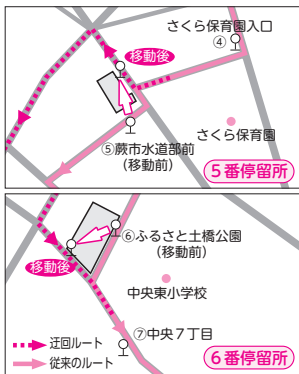 さくら保育園入口
④
移動後
さくら保育園
⑤蕨市水道部前
(移動前)
5番停留所
⑥ふるさと土橋公園
(移動前)
移動後
中央東小学校
⑦中央7丁目
迂回ルート
従来のルート
6番停留所